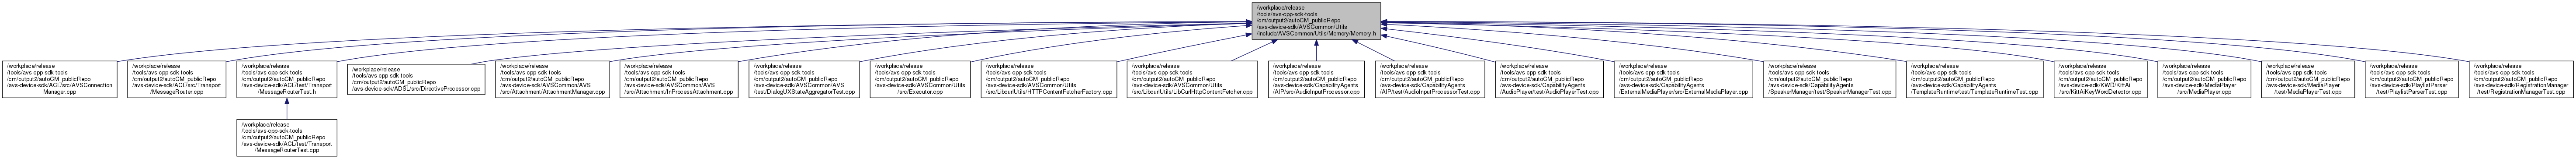 /workplace/release
/tools/avs-cpp-sdk-tools
/cm/output2/autoCM_publicRepo
/avs-device-sdk/AVSCommon/Utils
/include/AVSCommon/Utils/Memory/Memory.h
/workplace/release
/tools/avs-cpp-sdk-tools
/cm/output2/autoCM_publicRepo
/avs-device-sdk/ACL/src/AVSConnection
Manager.cpp
/workplace/release
/tools/avs-cpp-sdk-tools
/cm/output2/autoCM_publicRepo
/avs-device-sdk/ACL/src/Transport
/MessageRouter.cpp
/workplace/release
/tools/avs-cpp-sdk-tools
/cm/output2/autoCM_publicRepo
/avs-device-sdk/ACL/test/Transport
/MessageRouterTest.h
/workplace/release
/tools/avs-cpp-sdk-tools
/cm/output2/autoCM_publicRepo
/avs-device-sdk/ADSL/src/DirectiveProcessor.cpp
/workplace/release
/tools/avs-cpp-sdk-tools
/cm/output2/autoCM_publicRepo
/avs-device-sdk/AVSCommon/AVS
/src/Attachment/AttachmentManager.cpp
/workplace/release
/tools/avs-cpp-sdk-tools
/cm/output2/autoCM_publicRepo
/avs-device-sdk/AVSCommon/AVS
/src/Attachment/InProcessAttachment.cpp
/workplace/release
/tools/avs-cpp-sdk-tools
/cm/output2/autoCM_publicRepo
/avs-device-sdk/AVSCommon/AVS
/test/DialogUXStateAggregatorTest.cpp
/workplace/release
/tools/avs-cpp-sdk-tools
/cm/output2/autoCM_publicRepo
/avs-device-sdk/AVSCommon/Utils
/src/Executor.cpp
/workplace/release
/tools/avs-cpp-sdk-tools
/cm/output2/autoCM_publicRepo
/avs-device-sdk/AVSCommon/Utils
/src/LibcurlUtils/HTTPContentFetcherFactory.cpp
/workplace/release
/tools/avs-cpp-sdk-tools
/cm/output2/autoCM_publicRepo
/avs-device-sdk/AVSCommon/Utils
/src/LibcurlUtils/LibCurlHttpContentFetcher.cpp
/workplace/release
/tools/avs-cpp-sdk-tools
/cm/output2/autoCM_publicRepo
/avs-device-sdk/CapabilityAgents
/AIP/src/AudioInputProcessor.cpp
/workplace/release
/tools/avs-cpp-sdk-tools
/cm/output2/autoCM_publicRepo
/avs-device-sdk/CapabilityAgents
/AIP/test/AudioInputProcessorTest.cpp
/workplace/release
/tools/avs-cpp-sdk-tools
/cm/output2/autoCM_publicRepo
/avs-device-sdk/CapabilityAgents
/AudioPlayer/test/AudioPlayerTest.cpp
/workplace/release
/tools/avs-cpp-sdk-tools
/cm/output2/autoCM_publicRepo
/avs-device-sdk/CapabilityAgents
/ExternalMediaPlayer/src/ExternalMediaPlayer.cpp
/workplace/release
/tools/avs-cpp-sdk-tools
/cm/output2/autoCM_publicRepo
/avs-device-sdk/CapabilityAgents
/SpeakerManager/test/SpeakerManagerTest.cpp
/workplace/release
/tools/avs-cpp-sdk-tools
/cm/output2/autoCM_publicRepo
/avs-device-sdk/CapabilityAgents
/TemplateRuntime/test/TemplateRuntimeTest.cpp
/workplace/release
/tools/avs-cpp-sdk-tools
/cm/output2/autoCM_publicRepo
/avs-device-sdk/KWD/KittAi
/src/KittAiKeyWordDetector.cpp
/workplace/release
/tools/avs-cpp-sdk-tools
/cm/output2/autoCM_publicRepo
/avs-device-sdk/MediaPlayer
/src/MediaPlayer.cpp
/workplace/release
/tools/avs-cpp-sdk-tools
/cm/output2/autoCM_publicRepo
/avs-device-sdk/MediaPlayer
/test/MediaPlayerTest.cpp
/workplace/release
/tools/avs-cpp-sdk-tools
/cm/output2/autoCM_publicRepo
/avs-device-sdk/PlaylistParser
/test/PlaylistParserTest.cpp
/workplace/release
/tools/avs-cpp-sdk-tools
/cm/output2/autoCM_publicRepo
/avs-device-sdk/RegistrationManager
/test/RegistrationManagerTest.cpp
/workplace/release
/tools/avs-cpp-sdk-tools
/cm/output2/autoCM_publicRepo
/avs-device-sdk/ACL/test/Transport
/MessageRouterTest.cpp